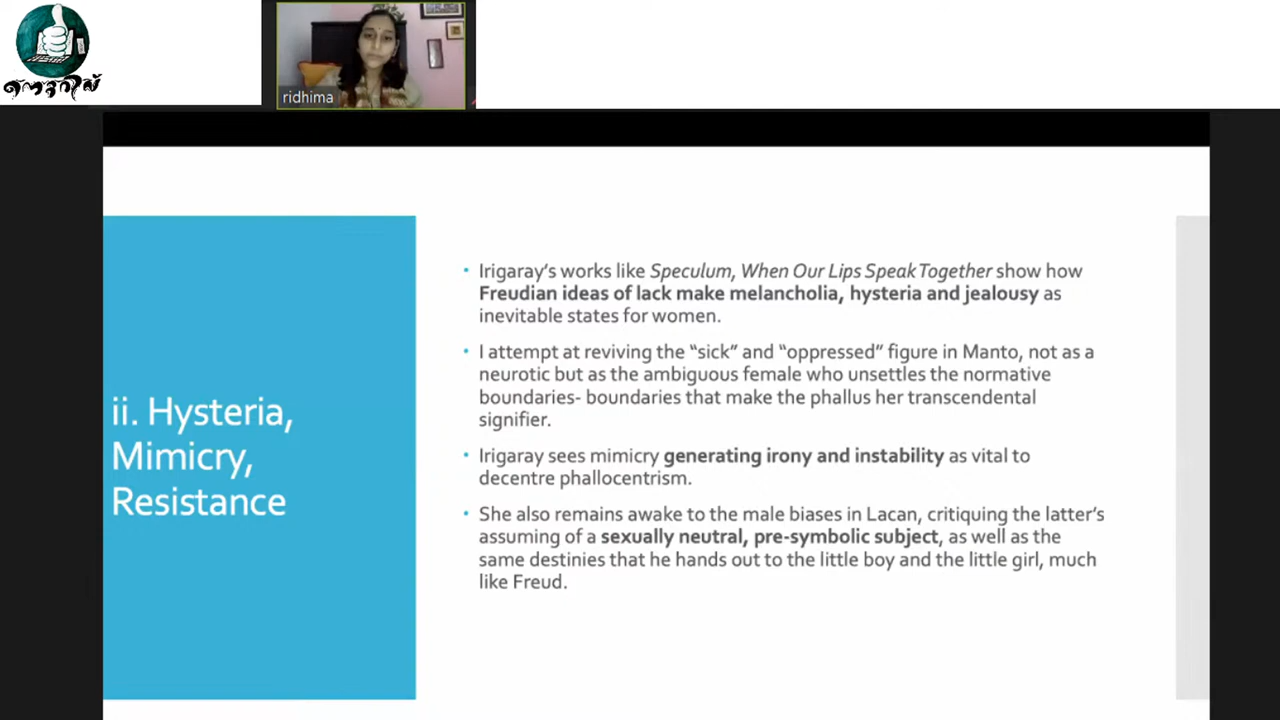 ridhima
ii. Hysteria,
Mimicry,
Resistance
• Irigaray's works like Speculum, When Our Lips Speak Together show how
Freudian ideas of lack make melancholia, hysteria and jealousy as
inevitable states for women.
• I attempt at reviving the “sick” and “oppressed” figure in Manto, not as a
neurotic but as the ambiguous female who unsettles the normative
boundaries- boundaries that make the phallus her transcendental
signifier.
• Irigaray sees mimicry generating irony and instability as vital to
decentre phallocentrism.
• She also remains awake to the male biases in Lacan, critiquing the latter's
assuming of a sexually neutral, pre-symbolic subject, as well as the
same destinies that he hands out to the little boy and the little girl, much
like Freud.